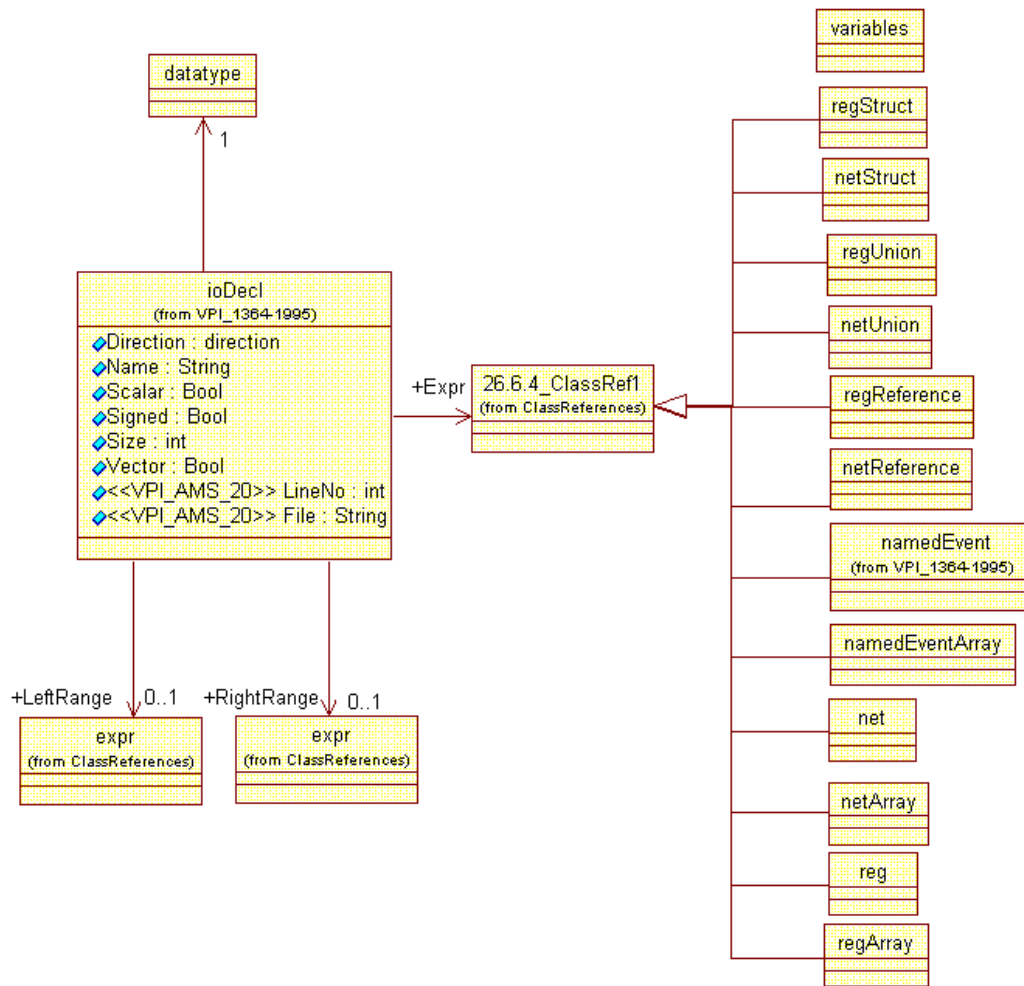 variables
datatype
1
regStruct
netStruct
regUnion
netUnion
regReference
netReference
namedEvent
(from VPI_1364-1995)
namedEventArray
net
netArray
reg
regArray
ioDecl
(from VPI_1364-1995)
Direction : direction
Name : String
Scalar : Bool
Signed : Bool
Size : int
Vector : Bool
<<VPI_AMS_20>> LineNo : int
<<VPI_AMS_20>> File : String
+Expr
26.6.4_ClassRef1
(from ClassReferences)
+LeftRange
0..1
+RightRange
0..1
expr
(from ClassReferences)
expr
(from ClassReferences)